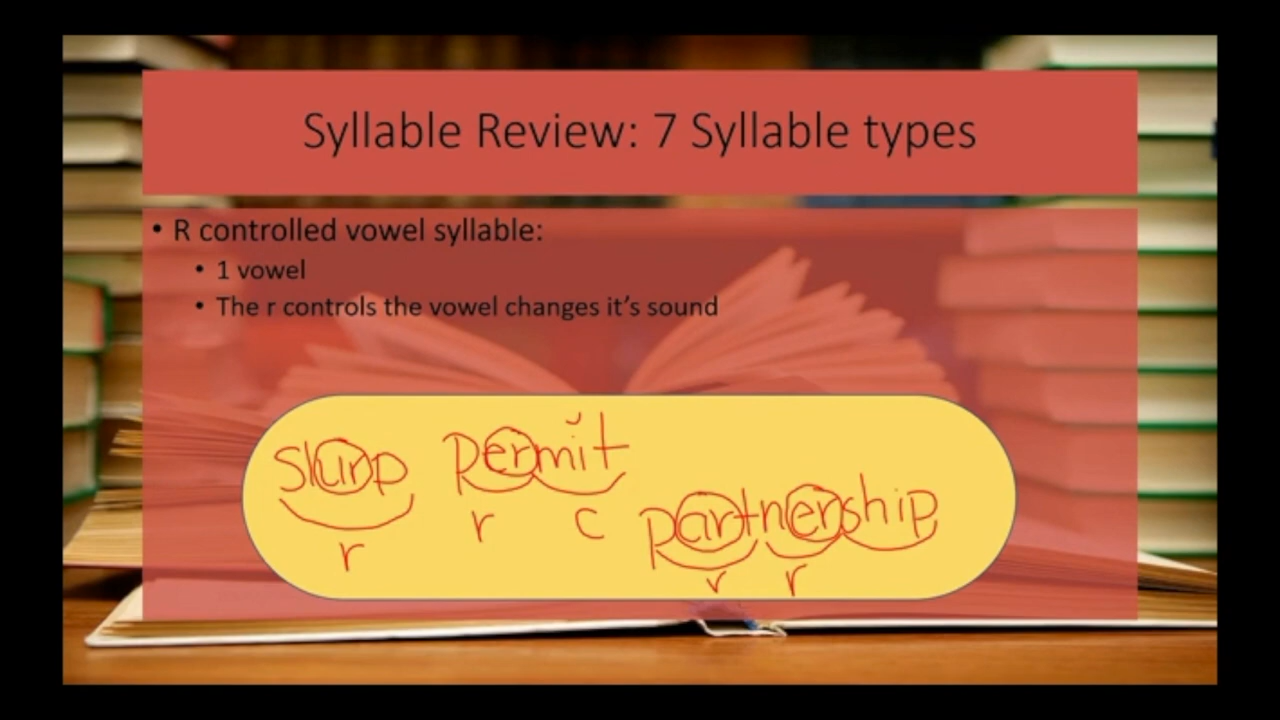 Syllable Review: 7 Syllable types
• R controlled vowel syllable:
• 1 vowel
• The r controls the vowel changes it's sound
slurp permit
r r c
partnership
r r